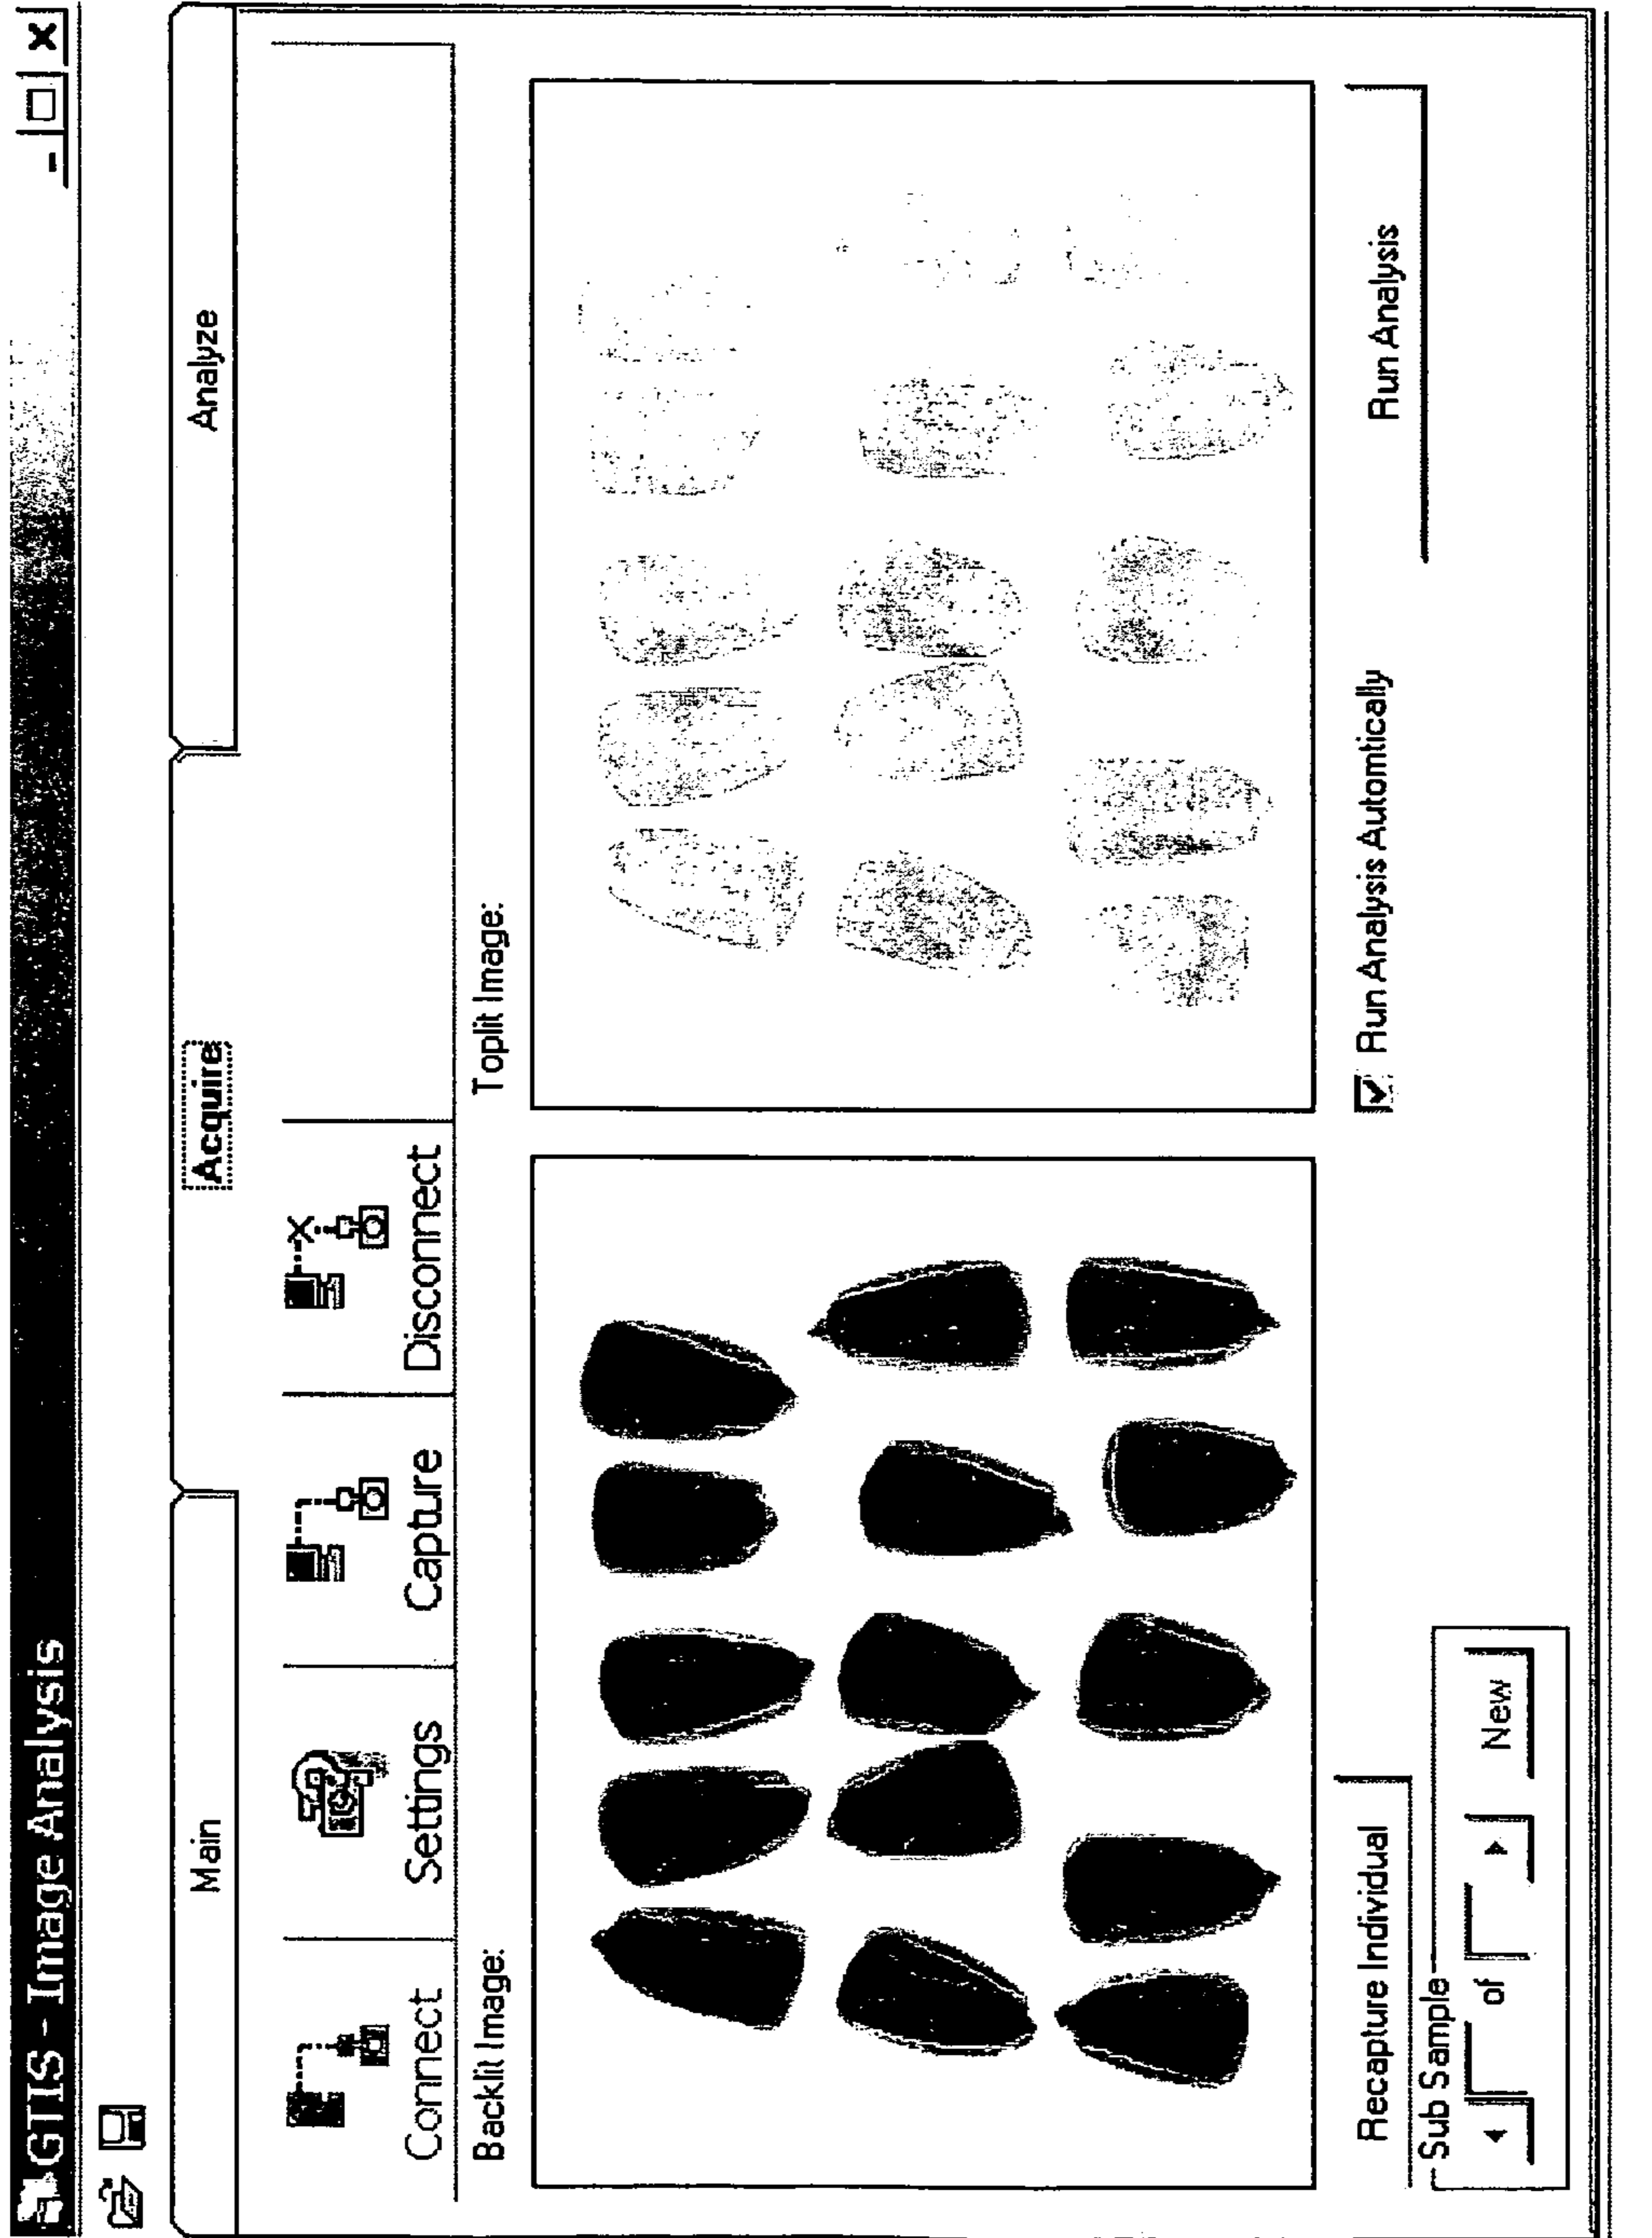 GTIS - Image Analysis
Main
Acquire
Analyze
Connect
Settings
Capture
Disconnect
Backlit Image:
Toplit Image:
Recapture Individual
Run Analysis Automtically
Run Analysis
Sub Sample
of
New